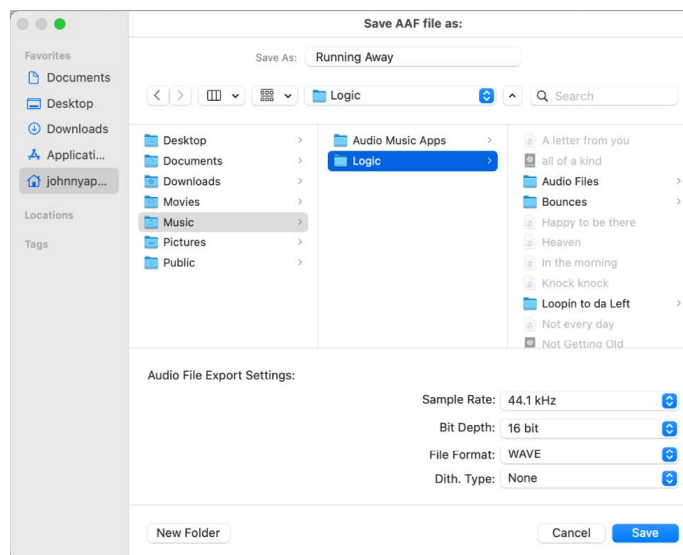 Save AAF file as:
Favorites
Documents
Desktop
Downloads
Applicati...
johnnyap...
Locations
Tags
Save As: Running Away
Logic
Search
Desktop
Documents
Downloads
Movies
Music
Pictures
Public
Audio Music Apps
Logic
A letter from you
all of a kind
Audio Files
Bounces
Happy to be there
Heaven
In the morning
Knock knock
Loopin to da Left
Not every day
Not Getting Old
Audio File Export Settings:
Sample Rate: 44.1 kHz
Bit Depth: 16 bit
File Format: WAVE
Dith. Type: None
New Folder
Cancel
Save